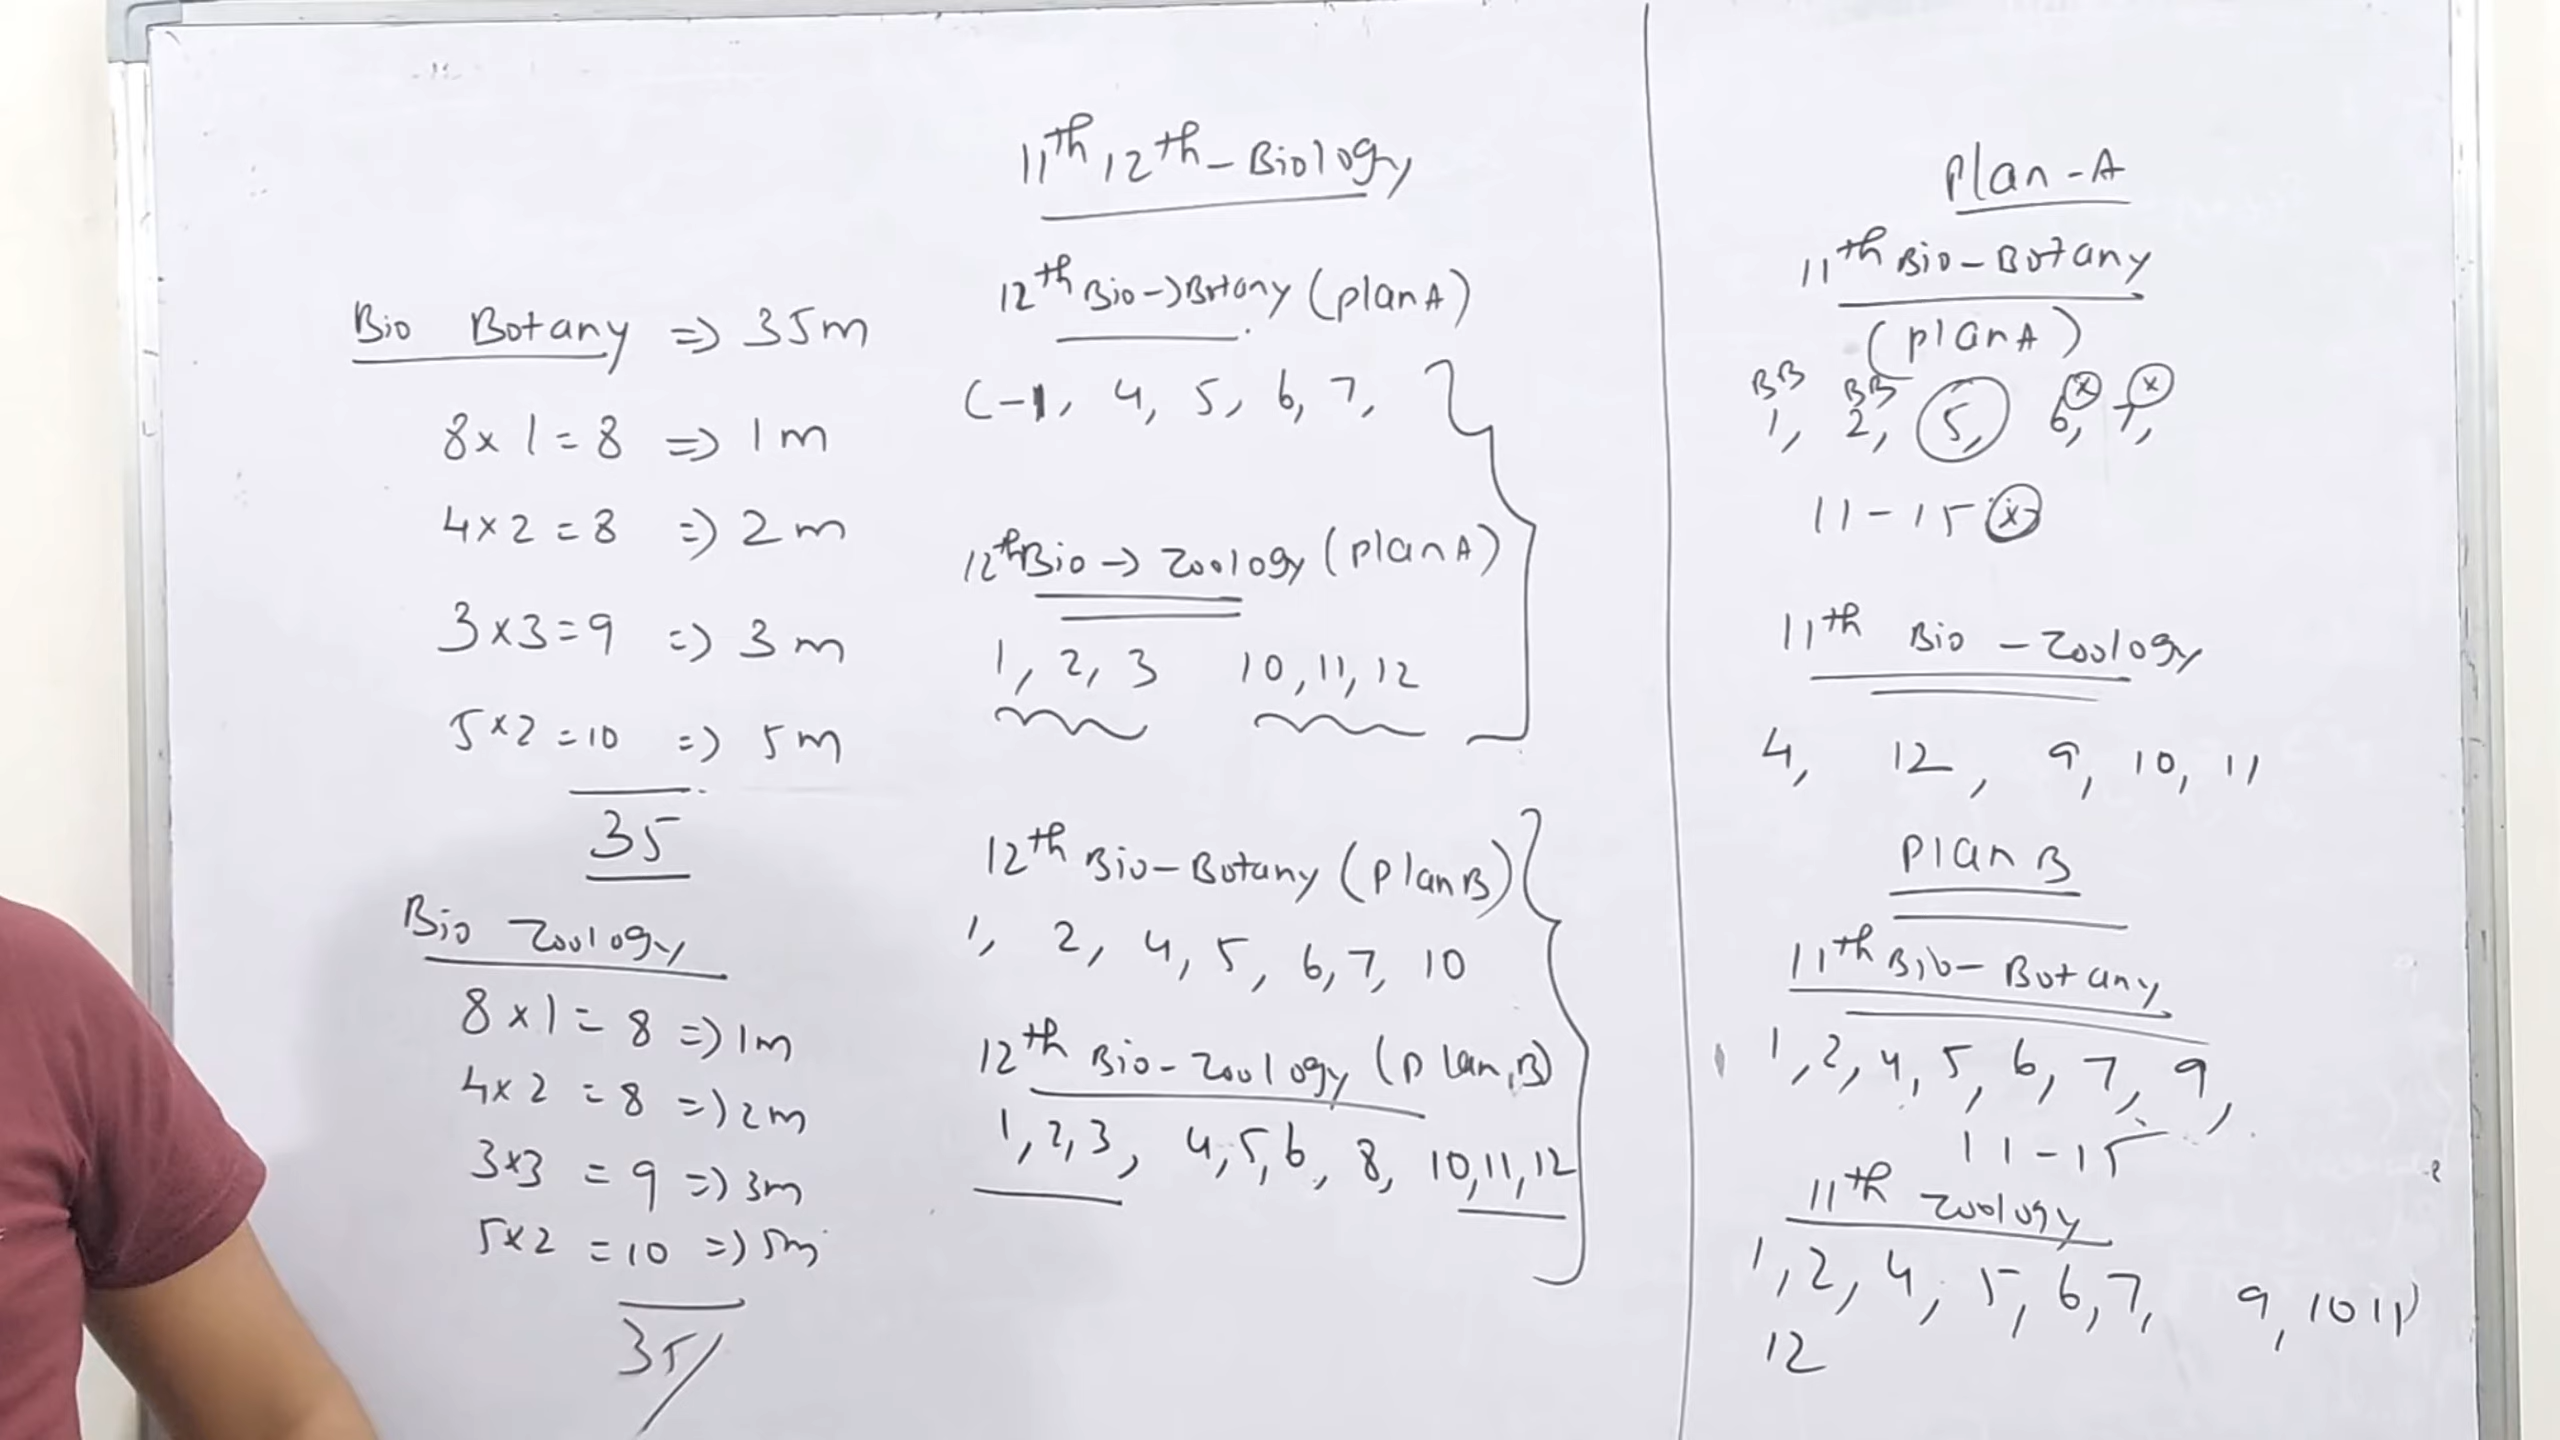 Bio Botany => 35m
8x1=8 => 1m
4x2=8 => 2m
3x3=9 => 3m
5x2=10 => 5m
35
Bio Zoology
8x1=8 => 1m
4x2=8 => 2m
3x3=9 => 3m
5x2=10 => 5m
35/
11th 12th-Biology
12th Bio->Botany (planA)
(-1, 4, 5, 6, 7,
12th Bio -> Zoology (planA)
1, 2, 3 10, 11, 12
12th Bio-Botany (planB)
1, 2, 4, 5, 6, 7, 10
12th Bio-Zoology (planB)
1, 2, 3, 4, 5, 6, 8, 10, 11, 12
plan-A
11th Bio-Botany
(planA)
BB BB x x
1, 2, 5, 6, 7,
11-15 x
11th Bio-Zoology
4, 12, 9, 10, 11
plan B
11th Bio-Botany
1, 2, 4, 5, 6, 7, 9,
11-15
11th Zoology
1, 2, 4, 5, 6, 7, 9, 10 11
12